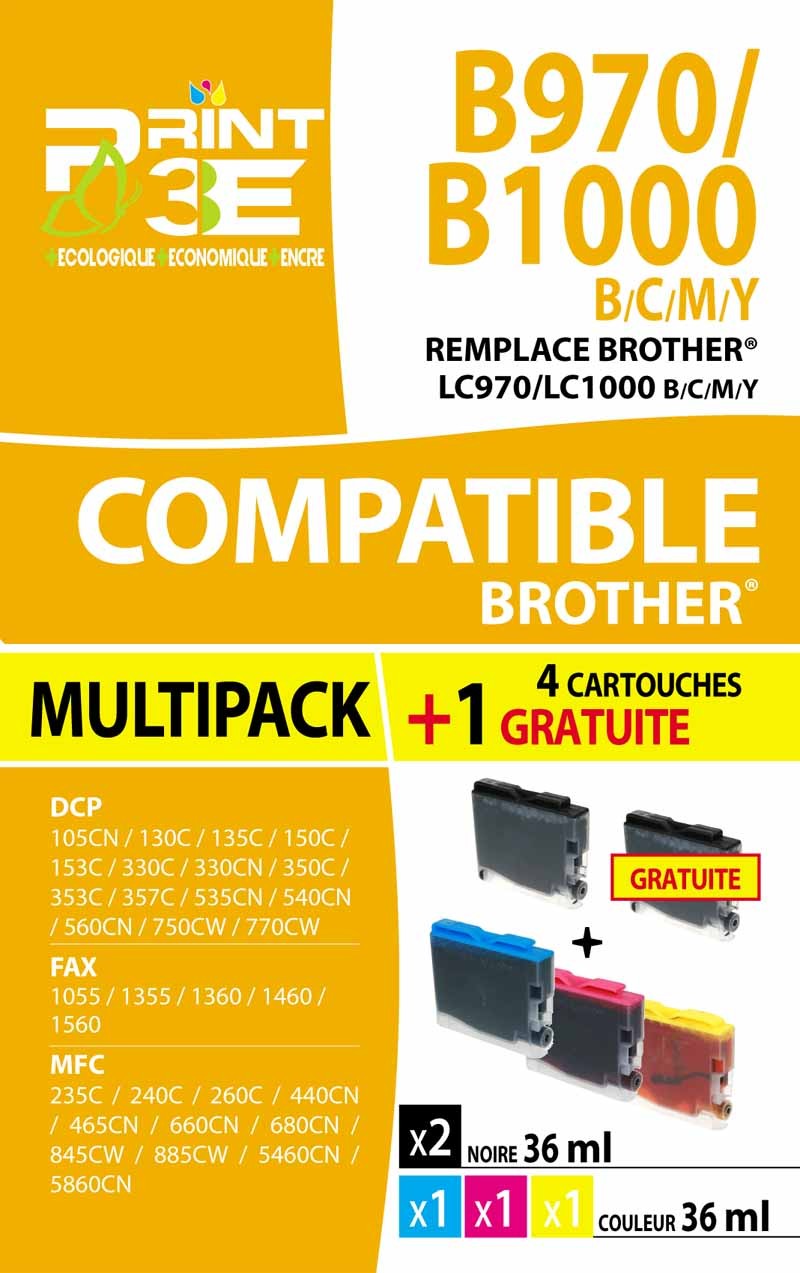 PRINT
3E
+ECOLOGIQUE+ECONOMIQUE+ENCRE
B970/
B1000
B/C/M/Y
REMPLACE BROTHER®
LC970/LC1000 B/C/M/Y
COMPATIBLE
BROTHER®
MULTIPACK
4 CARTOUCHES
+1 GRATUITE
DCP
105CN / 130C / 135C / 150C /
153C / 330C / 330CN / 350C /
353C / 357C / 535CN / 540CN
/ 560CN / 750CW / 770CW
FAX
1055 / 1355 / 1360 / 1460 /
1560
MFC
235C / 240C / 260C / 440CN
/ 465CN / 660CN / 680CN /
845CW / 885CW / 5460CN /
5860CN
GRATUITE
+
x2 NOIRE 36 ml
x1 x1 x1 COULEUR 36 ml